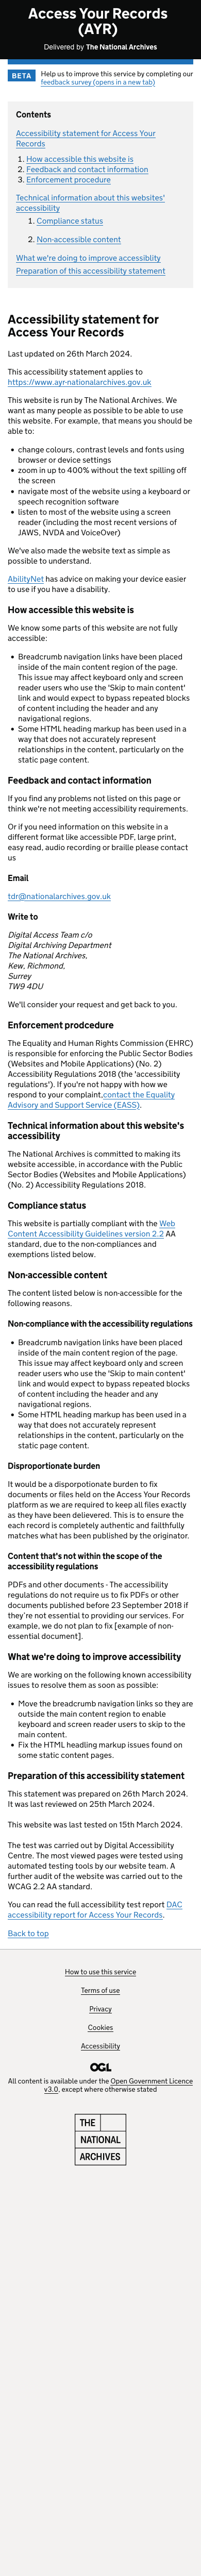 Access Your Records
(AYR)
Delivered by The National Archives
BETA
Help us to improve this service by completing our
feedback survey (opens in a new tab)
Contents
Accessibility statement for Access Your
Records
1. How accessible this website is
2. Feedback and contact information
3. Enforcement procedure
Technical information about this websites'
accessibility
1. Compliance status
2. Non-accessible content
What we're doing to improve accessiblity
Preparation of this accessibility statement
Accessibility statement for
Access Your Records
Last updated on 26th March 2024.
This accessibility statement applies to
https://www.ayr-nationalarchives.gov.uk
This website is run by The National Archives. We
want as many people as possible to be able to use
this website. For example, that means you should be
able to:
• change colours, contrast levels and fonts using
browser or device settings
• zoom in up to 400% without the text spilling off
the screen
• navigate most of the website using a keyboard or
speech recognition software
• listen to most of the website using a screen
reader (including the most recent versions of
JAWS, NVDA and VoiceOver)
We've also made the website text as simple as
possible to understand.
AbilityNet has advice on making your device easier
to use if you have a disability.
How accessible this website is
We know some parts of this website are not fully
accessible:
• Breadcrumb navigation links have been placed
inside of the main content region of the page.
This issue may affect keyboard only and screen
reader users who use the 'Skip to main content'
link and would expect to bypass repeated blocks
of content including the header and any
navigational regions.
• Some HTML heading markup has been used in a
way that does not accurately represent
relationships in the content, particularly on the
static page content.
Feedback and contact information
If you find any problems not listed on this page or
think we're not meeting accessibility requirements.
Or if you need information on this website in a
different format like accessible PDF, large print,
easy read, audio recording or braille please contact
us
Email
tdr@nationalarchives.gov.uk
Write to
Digital Access Team c/o
Digital Archiving Department
The National Archives,
Kew, Richmond,
Surrey
TW9 4DU
We'll consider your request and get back to you.
Enforcement prodcedure
The Equality and Human Rights Commission (EHRC)
is responsible for enforcing the Public Sector Bodies
(Websites and Mobile Applications) (No. 2)
Accessibility Regulations 2018 (the 'accessibility
regulations'). If you're not happy with how we
respond to your complaint,contact the Equality
Advisory and Support Service (EASS).
Technical information about this website's
accessibility
The National Archives is committed to making its
website accessible, in accordance with the Public
Sector Bodies (Websites and Mobile Applications)
(No. 2) Accessibility Regulations 2018.
Compliance status
This website is partially compliant with the Web
Content Accessibility Guidelines version 2.2 AA
standard, due to the non-compliances and
exemptions listed below.
Non-accessible content
The content listed below is non-accessible for the
following reasons.
Non-compliance with the accessibility regulations
• Breadcrumb navigation links have been placed
inside of the main content region of the page.
This issue may affect keyboard only and screen
reader users who use 'Skip to main content'
link and would expect to bypass repeated blocks
of content including the header and any
navigational regions.
• Some HTML heading markup has been used in a
way that does not accurately represent
relationships in the content, particularly on the
static page content.
Disproportionate burden
It would be a disporpotionate burden to fix
documents or files held on the Access Your Records
platform as we are required to keep all files exactly
as they have been delivered. This is to ensure the
each record is completely authentic and faithfully
matches what has been published by the originator.
Content that's not within the scope of the
accessibility regulations
PDFs and other documents - The accessibility
regulations do not require us to fix PDFs or other
documents published before 23 September 2018 if
they're not essential to providing our services. For
example, we do not plan to fix [example of non-
essential document].
What we're doing to improve accessibility
We are working on the following known accessibility
issues to resolve them as soon as possible:
• Move the breadcrumb navigation links so they are
outside the main content region to enable
keyboard and screen reader users to skip to the
main content.
• Fix the HTML headling markup issues found on
some static content pages.
Preparation of this accessibility statement
This statement was prepared on 26th March 2024.
It was last reviewed on 25th March 2024.
This website was last tested on 15th March 2024.
The test was carried out by Digital Accessibility
Centre. The most viewed pages were tested using
automated testing tools by our website team. A
further audit of the website was carried out to the
WCAG 2.2 AA standard.
You can read the full accessibility test report DAC
accessibility report for Access Your Records.
Back to top
How to use this service
Terms of use
Privacy
Cookies
Accessibility
OGL
All content is available under the Open Government Licence
v3.0, except where otherwise stated
THE
NATIONAL
ARCHIVES